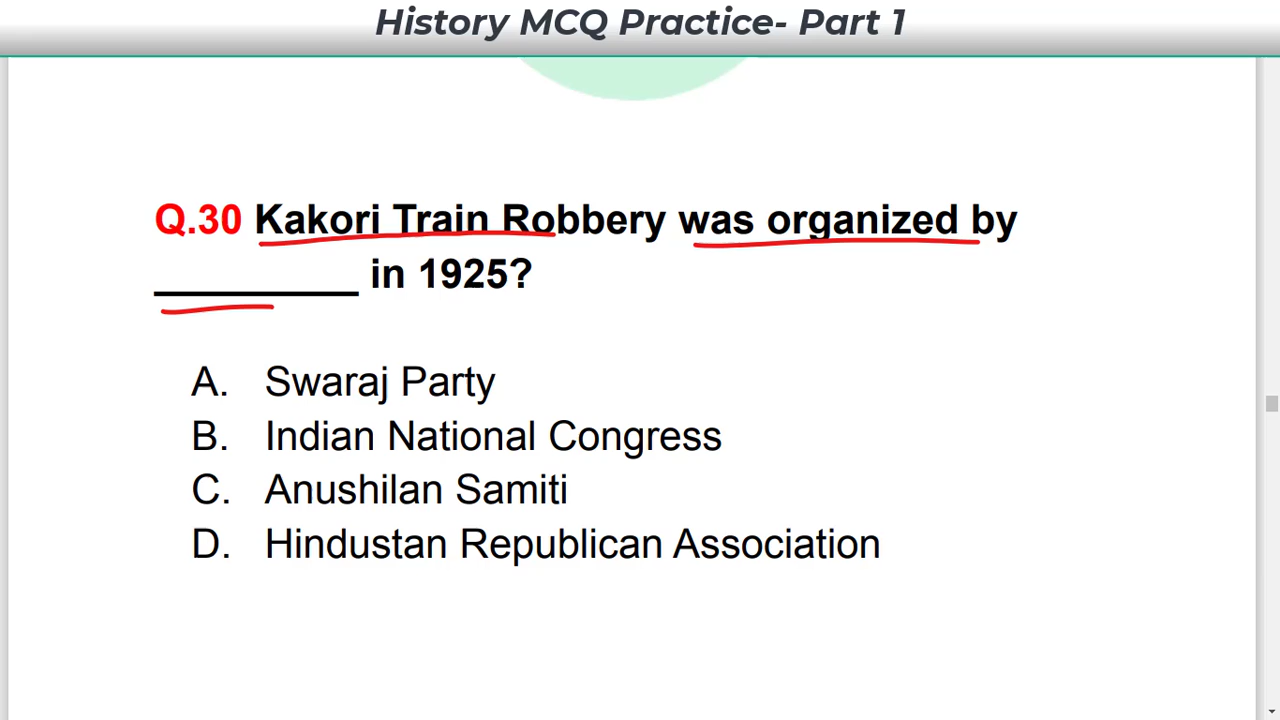 History MCQ Practice- Part 1
Q.30 Kakori Train Robbery was organized by
_________ in 1925?
A. Swaraj Party
B. Indian National Congress
C. Anushilan Samiti
D. Hindustan Republican Association